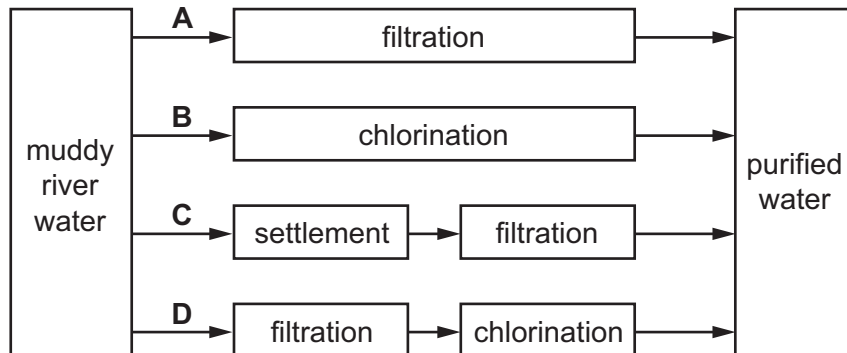 A
filtration
B
chlorination
muddy
river
water
purified
water
C
settlement
filtration
D
filtration
chlorination